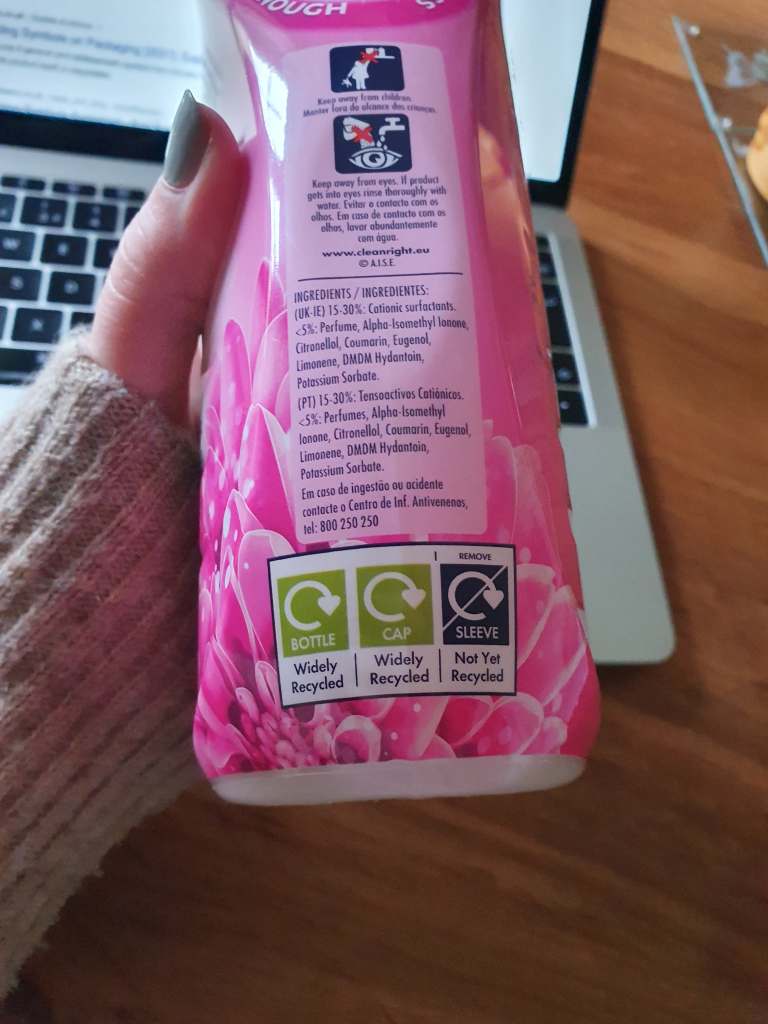 OUGH
Keep away from children.
Manter fora do alcance das crianças.
Keep away from eyes. If product
gets into eyes rinse thoroughly with
water. Evitar o contacto com os
olhos. Em caso de contacto com os
olhos, lavar abundantemente
com água.
www.cleanright.eu
© A.I.S.E.
INGREDIENTS / INGREDIENTES:
(UK-IE) 15-30%: Cationic surfactants.
<5%: Perfume, Alpha-Isomethyl Ionone,
Citronellol, Coumarin, Eugenol,
Limonene, DMDM Hydantoin,
Potassium Sorbate.
(PT) 15-30%: Tensoactivos Catiónicos.
<5%: Perfumes, Alpha-Isomethyl
Ionone, Citronellol, Coumarin, Eugenol,
Limonene, DMDM Hydantoin,
Potassium Sorbate.
Em caso de ingestão ou acidente
contacte o Centro de Inf. Antivenenos,
tel: 800 250 250
REMOVE
BOTTLE CAP SLEEVE
Widely Widely Not Yet
Recycled Recycled Recycled